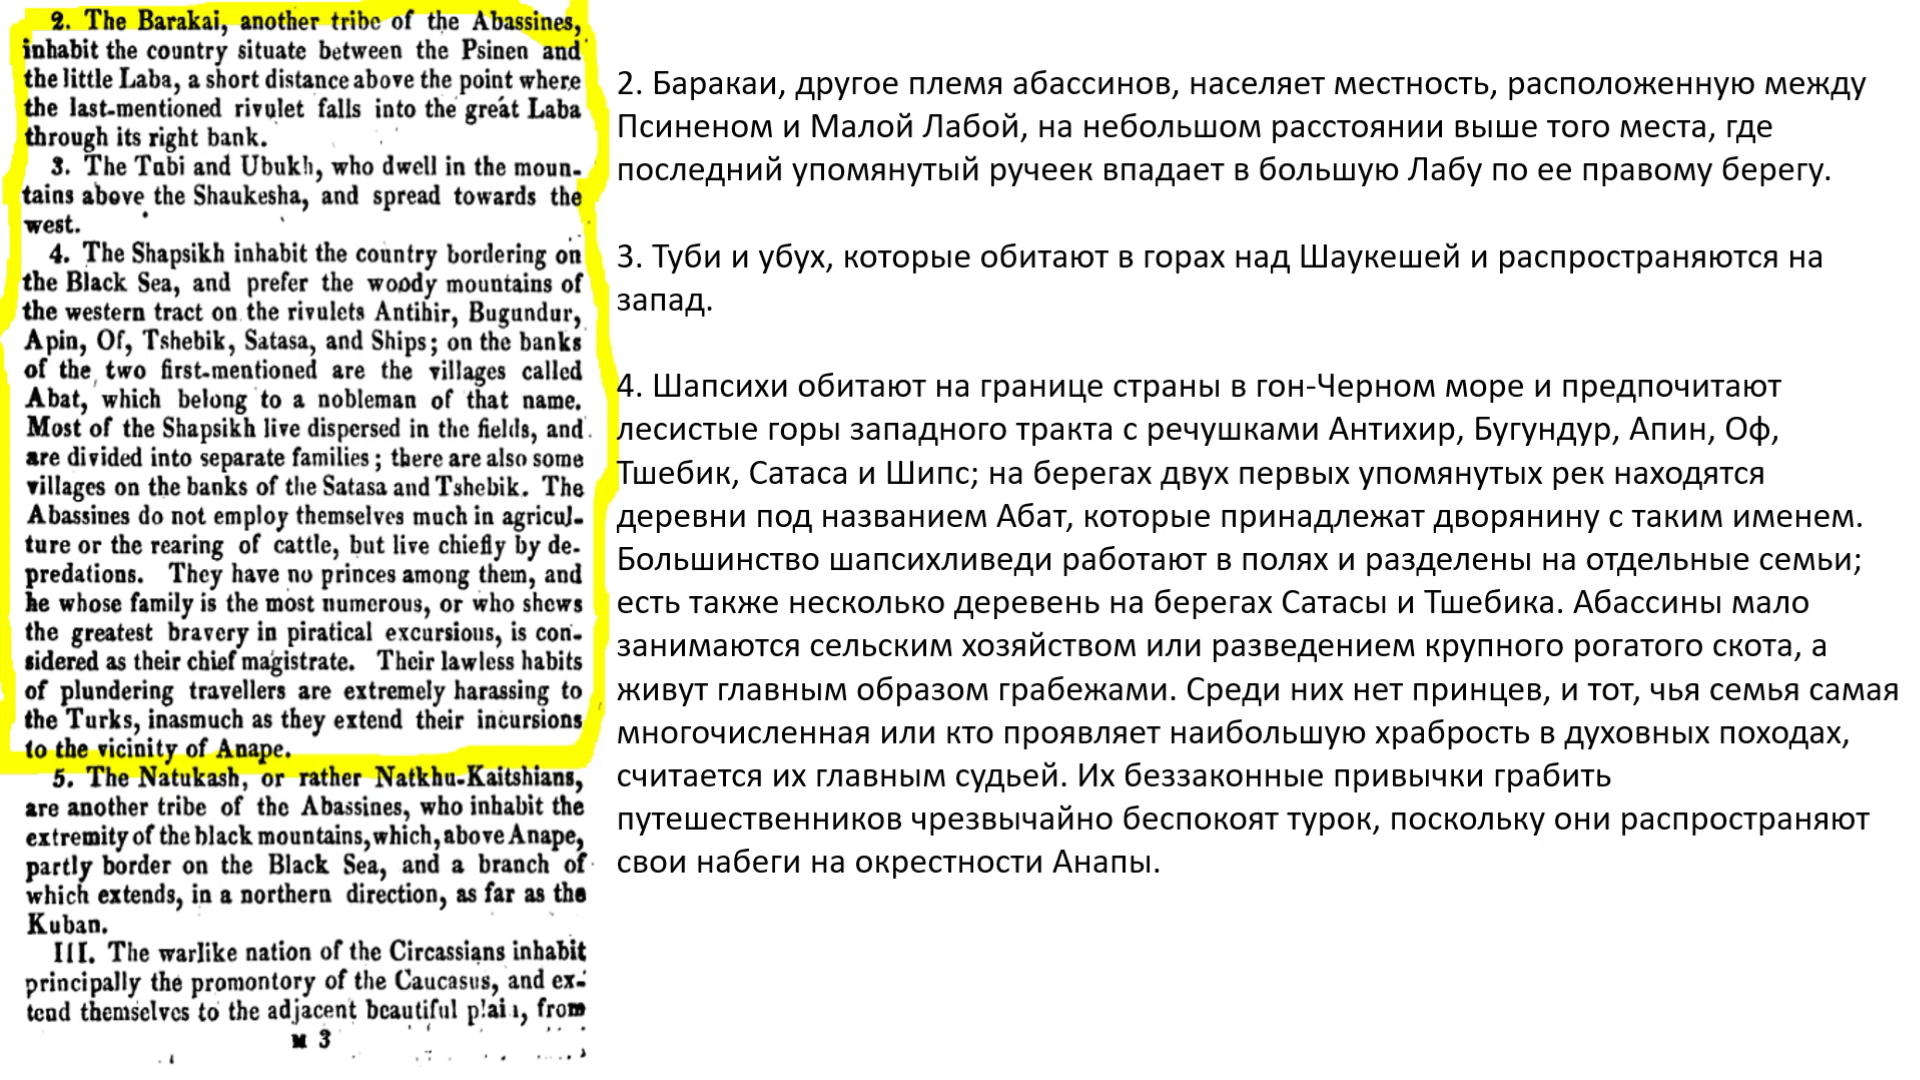 2. The Barakai, another tribe of the Abassines,
inhabit the country situate between the Psinen and
the little Laba, a short distance above the point where
the last-mentioned rivulet falls into the great Laba
through its right bank.
3. The Tubi and Ubukh, who dwell in the moun-
tains above the Shaukesha, and spread towards the
west.
4. The Shapsikh inhabit the country bordering on
the Black Sea, and prefer the woody mountains of
the western tract on the rivulets Antihir, Bugundur,
Apin, Of, Tshebik, Satasa, and Ships; on the banks
of the two first-mentioned are the villages called
Abat, which belong to a nobleman of that name.
Most of the Shapsikh live dispersed in the fields, and
are divided into separate families; there are also some
villages on the banks of the Satasa and Tshebik. The
Abassines do not employ themselves much in agricul-
ture or the rearing of cattle, but live chiefly by de-
predations. They have no princes among them, and
he whose family is the most numerous, or who shews
the greatest bravery in piratical excursions, is con-
sidered as their chief magistrate. Their lawless habits
of plundering travellers are extremely harassing to
the Turks, inasmuch as they extend their incursions
to the vicinity of Anape.
5. The Natukash, or rather Natkhu-Kaitshians,
are another tribe of the Abassines, who inhabit the
extremity of the black mountains, which, above Anape,
partly border on the Black Sea, and a branch of
which extends, in a northern direction, as far as the
Kuban.
III. The warlike nation of the Circassians inhabit
principally the promontory of the Caucasus, and ex-
tend themselves to the adjacent beautiful plain, from
M 3
2. Баракаи, другое племя абассинов, населяет местность, расположенную между
Псиненом и Малой Лабой, на небольшом расстоянии выше того места, где
последний упомянутый ручеек впадает в большую Лабу по ее правому берегу.
3. Туби и убух, которые обитают в горах над Шаукешей и распространяются на
запад.
4. Шапсихи обитают на границе страны в гон-Черном море и предпочитают
лесистые горы западного тракта с речушками Антихир, Бугундур, Апин, Оф,
Тшебик, Сатаса и Шипс; на берегах двух первых упомянутых рек находятся
деревни под названием Абат, которые принадлежат дворянину с таким именем.
Большинство шапсихливеди работают в полях и разделены на отдельные семьи;
есть также несколько деревень на берегах Сатасы и Тшебика. Абассины мало
занимаются сельским хозяйством или разведением крупного рогатого скота, а
живут главным образом грабежами. Среди них нет принцев, и тот, чья семья самая
многочисленная или кто проявляет наибольшую храбрость в духовных походах,
считается их главным судьей. Их беззаконные привычки грабить
путешественников чрезвычайно беспокоят турок, поскольку они распространяют
свои набеги на окрестности Анапы.